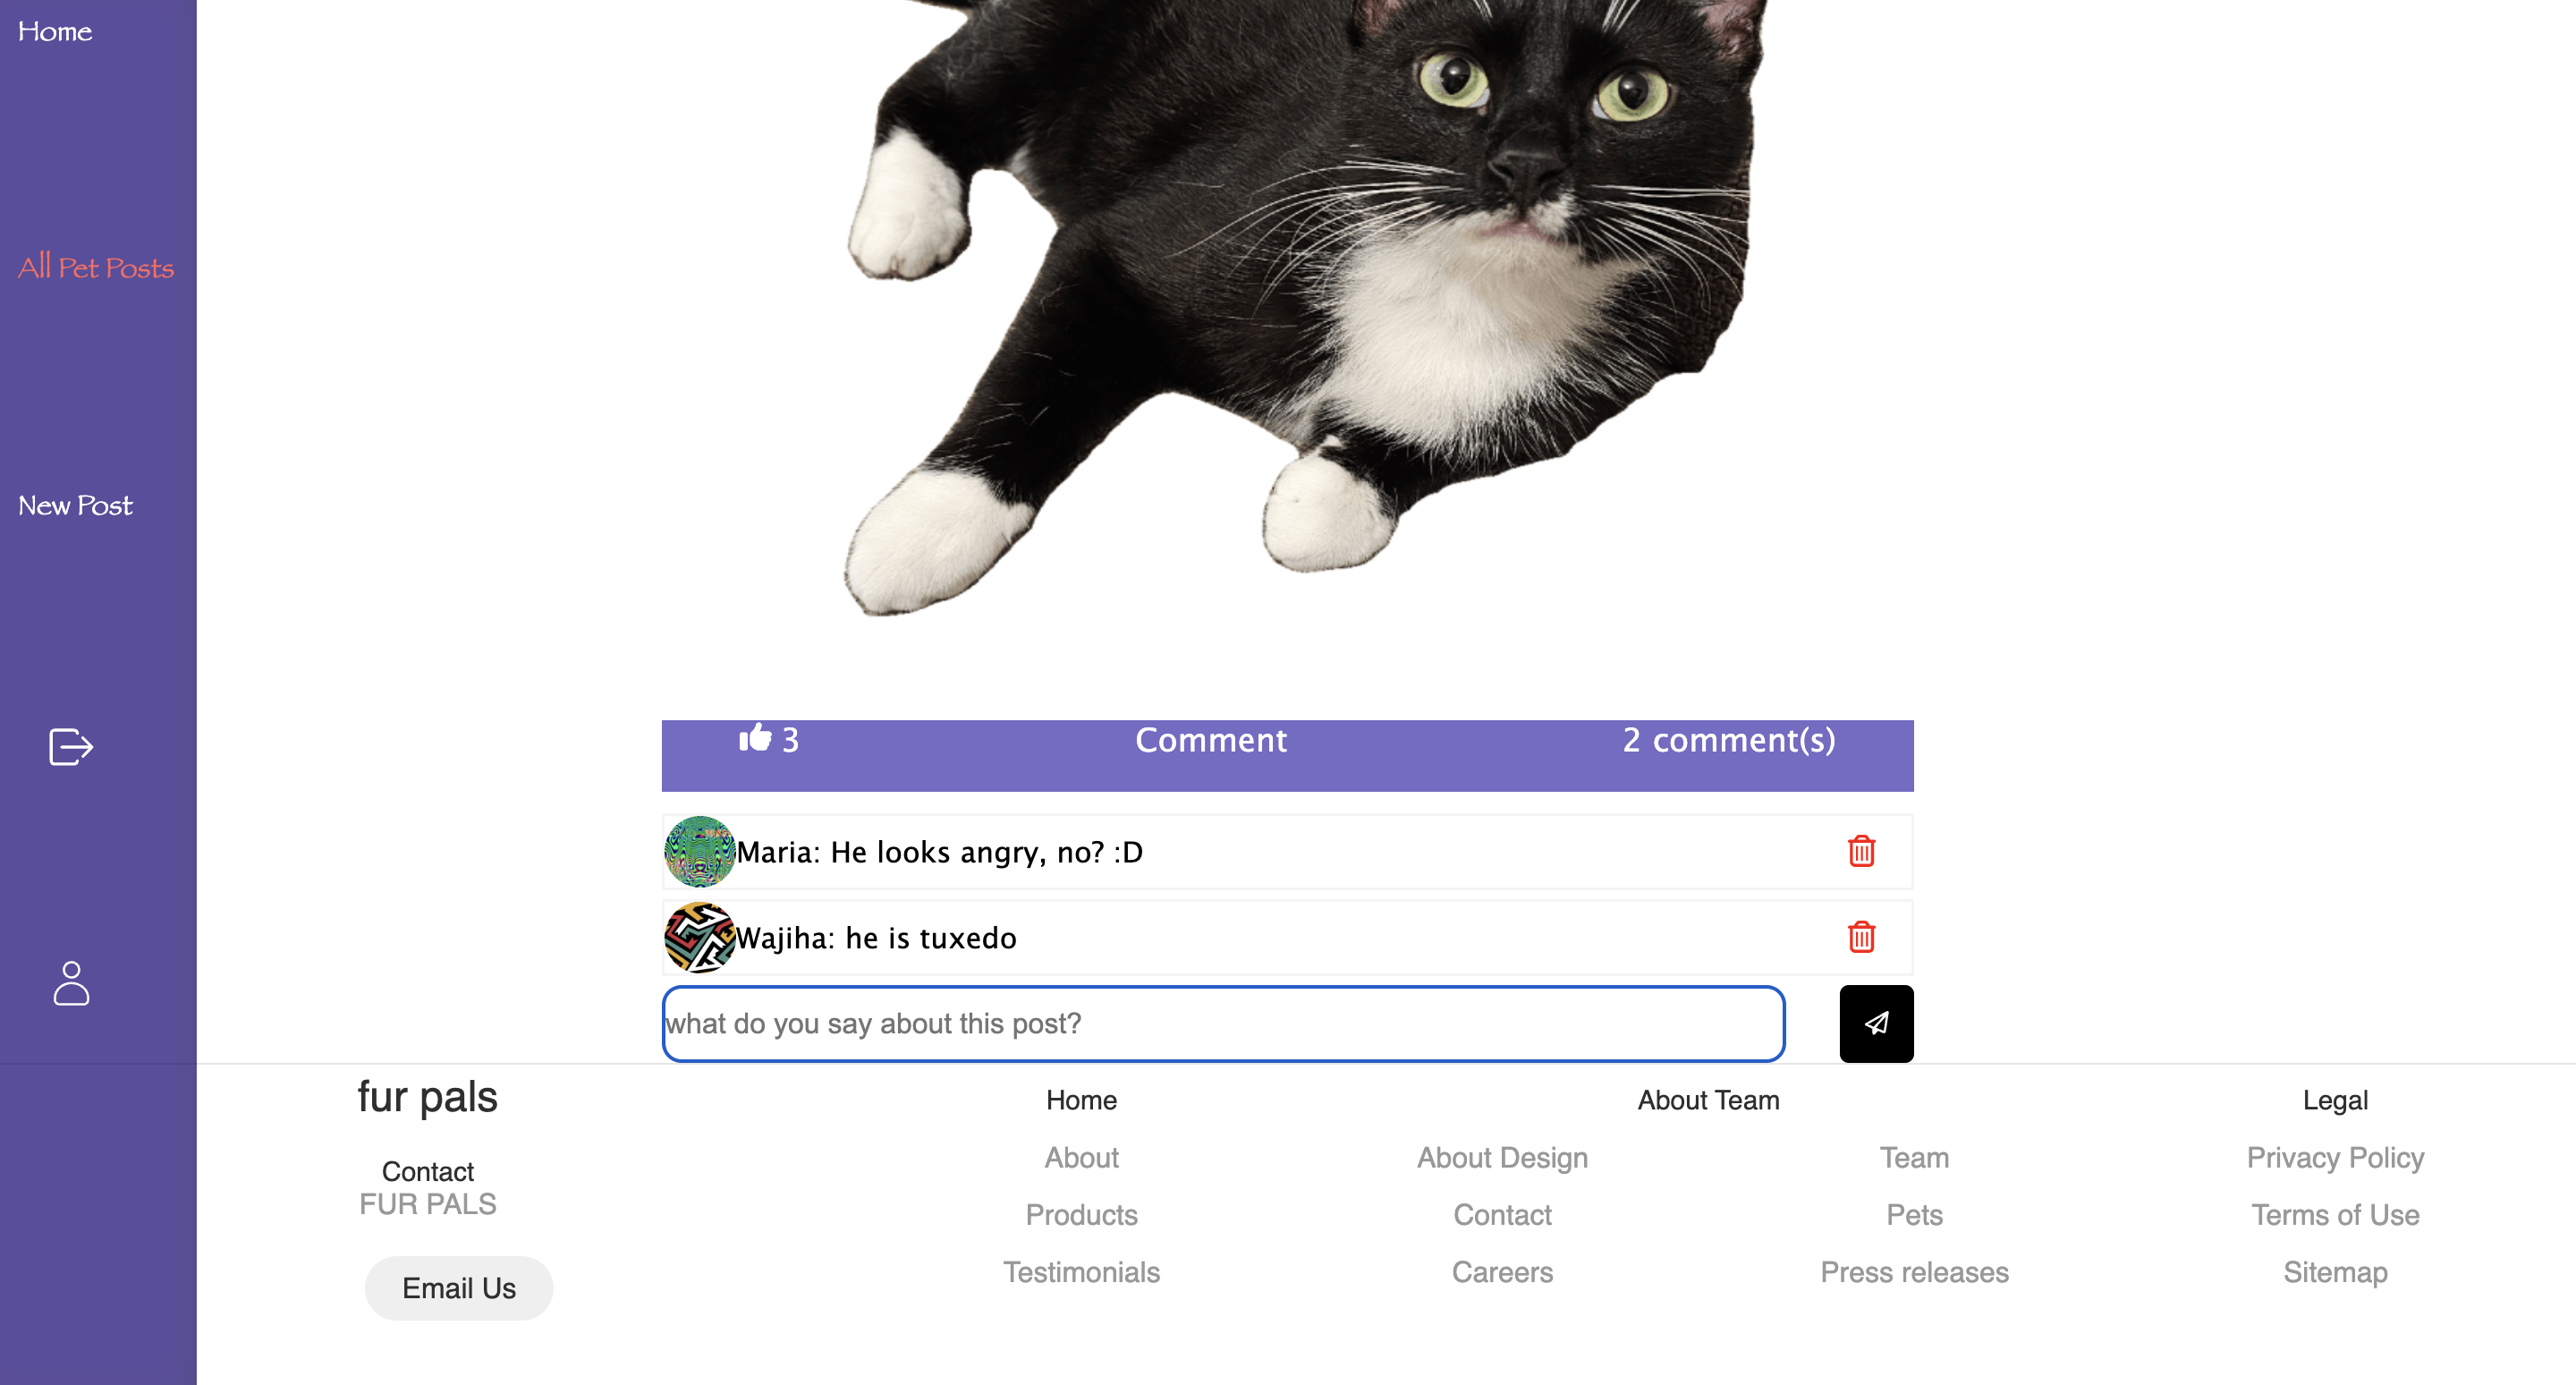 Home
All Pet Posts
New Post
3 Comment 2 comment(s)
Maria: He looks angry, no? :D
Wajiha: he is tuxedo
what do you say about this post?
fur pals
Contact
FUR PALS
Email Us
Home
About
Products
Testimonials
About Team
About Design Team
Contact Pets
Careers Press releases
Legal
Privacy Policy
Terms of Use
Sitemap